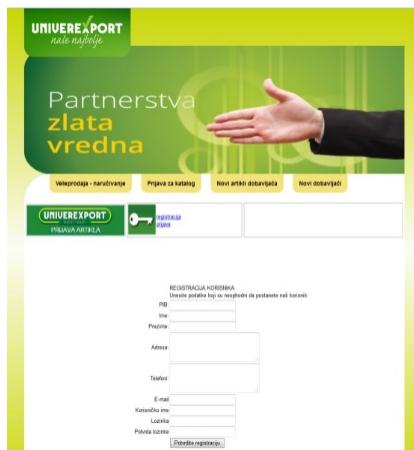 UNIVEREXPORT
naše najbolje
Partnerstva
zlata
vredna
Veleprodaja - naručivanje
Prijava za katalog
Novi artikli dobavljača
Novi dobavljači
UNIVEREXPORT
PRIJAVA ARTIKLA
registracija
prijava
REGISTRACIJA KORISNIKA
Unesite podatke koji su neophodni da postanete naš korisnik
PIB
Ime
Prezime
Adresa
Telefoni
E-mail
Korisničko ime
Lozinka
Potvrda lozinke
Potvrdite registraciju